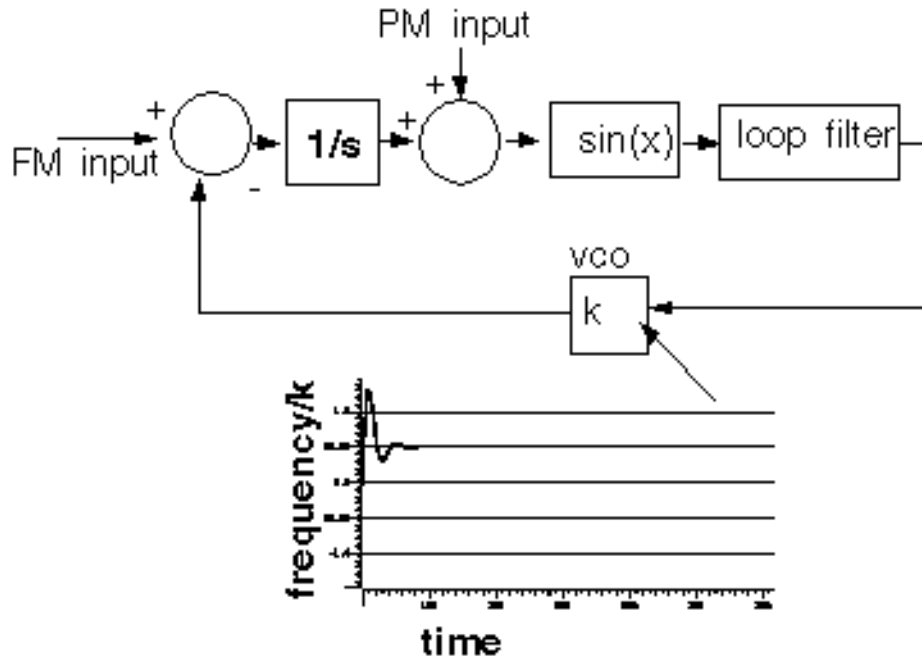 PM input
+
+ +
FM input
-
1/s
sin(x)
loop filter
vco
k
frequency/k
time